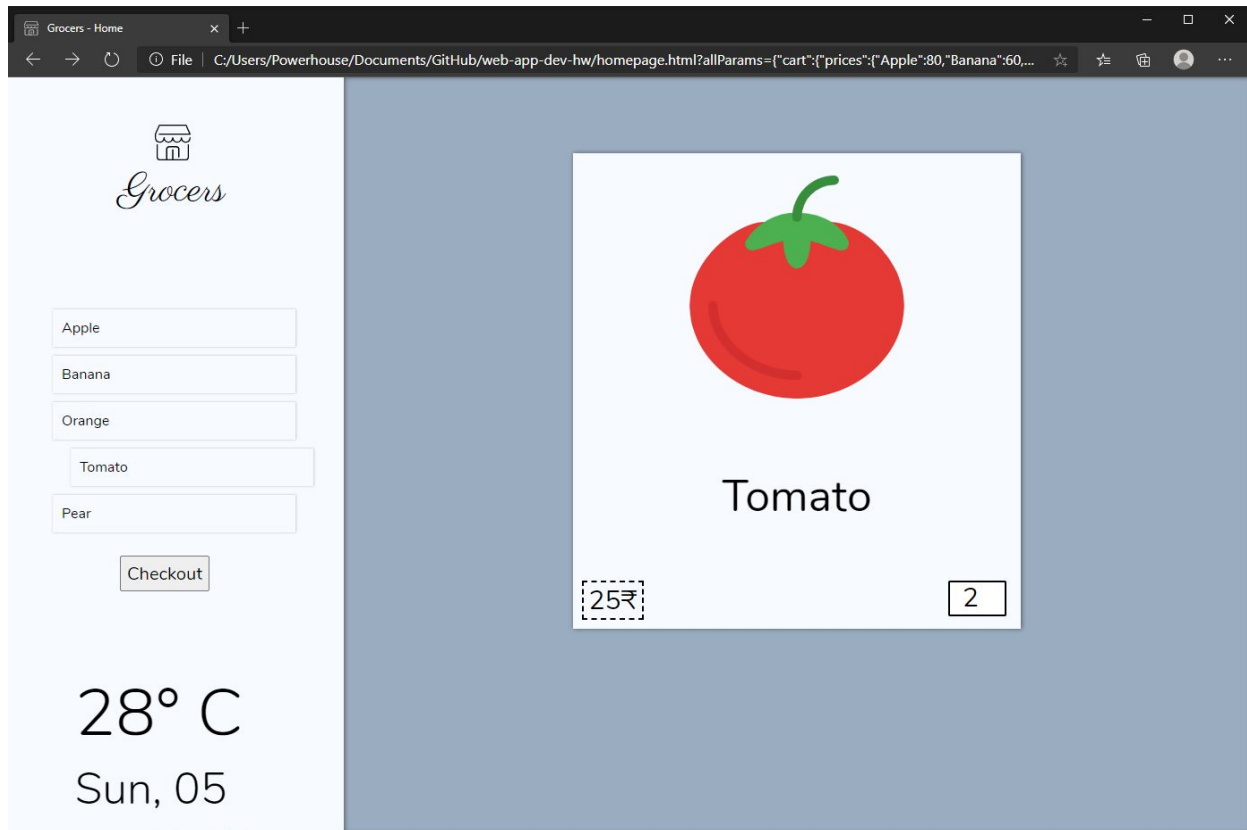 Grocers - Home
File
C:/Users/Powerhouse/Documents/GitHub/web-app-dev-hw/homepage.html?allParams={"cart":{"prices":{"Apple":80,"Banana":60,...
Grocers
Apple
Banana
Orange
Tomato
Pear
Checkout
28° C
Sun, 05
Tomato
25₹
2